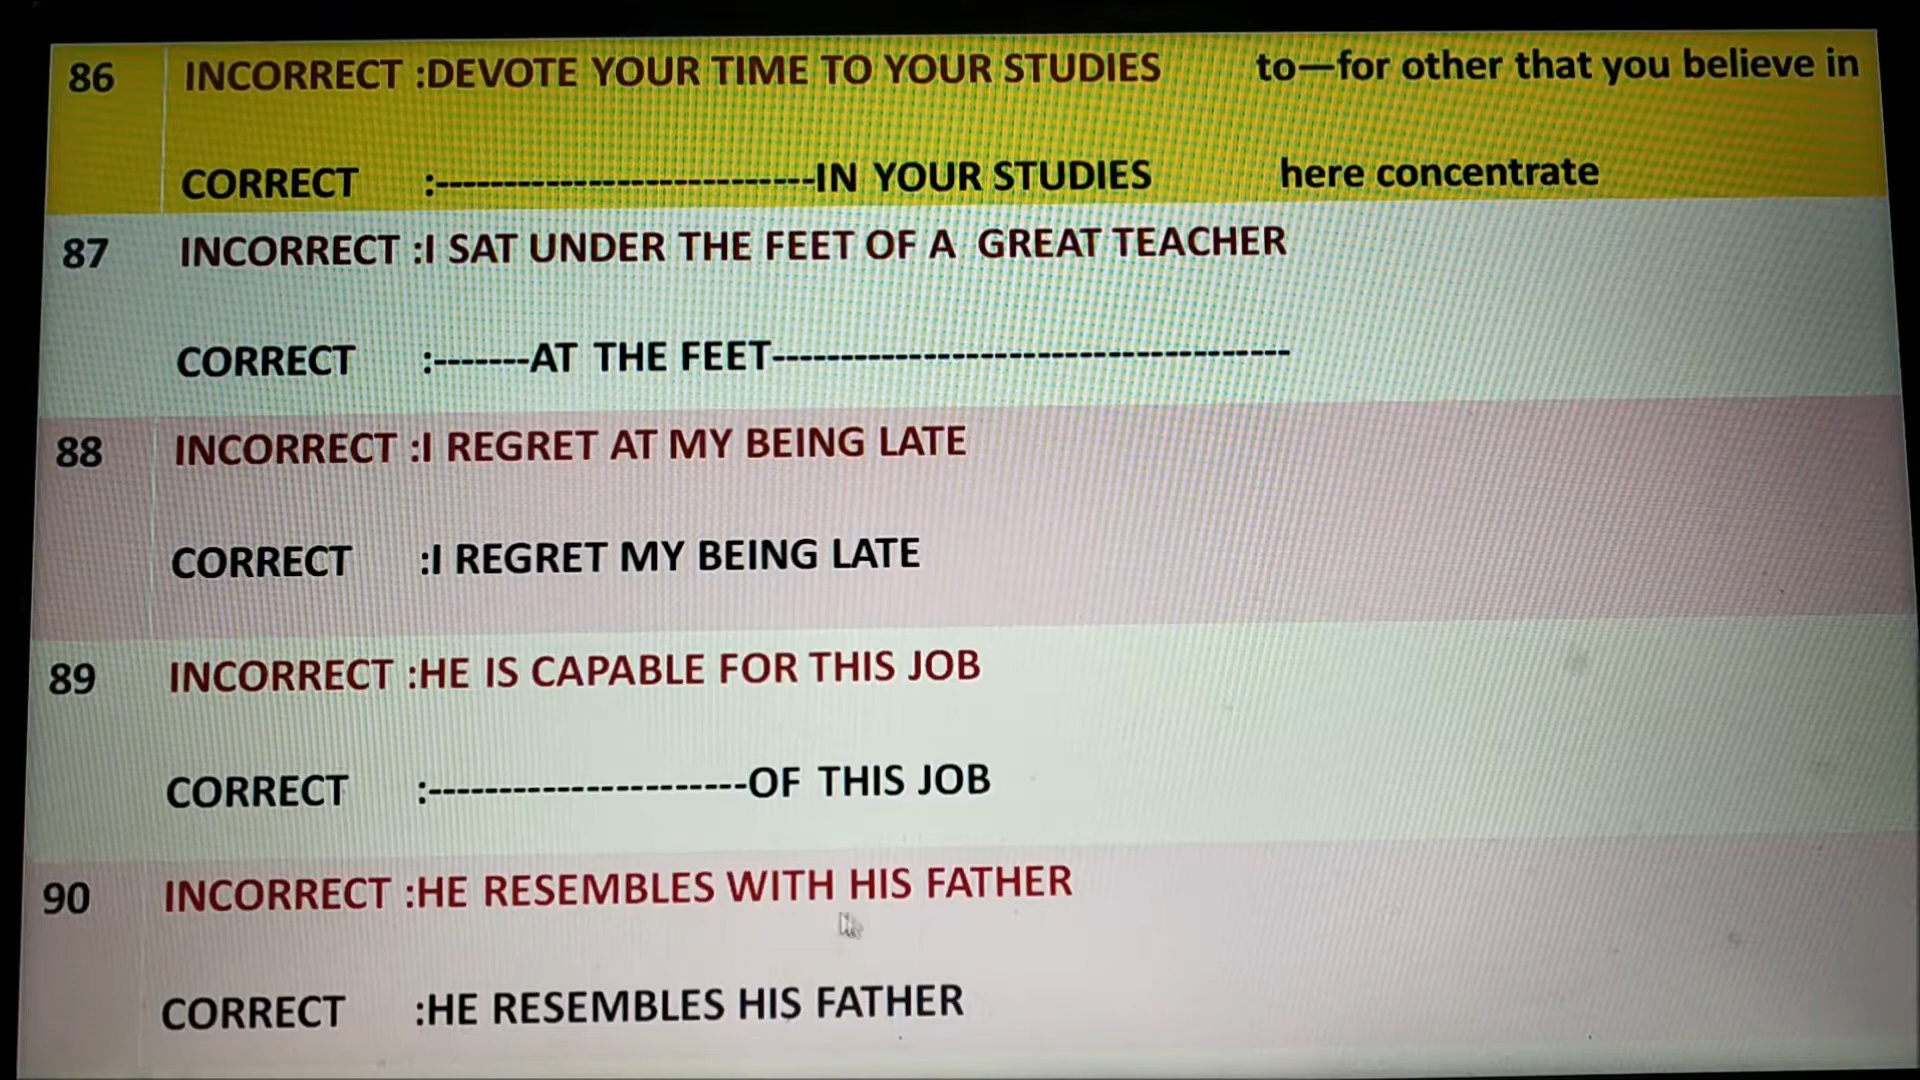 86 INCORRECT :DEVOTE YOUR TIME TO YOUR STUDIES to—for other that you believe in
CORRECT :---------------------------IN YOUR STUDIES here concentrate
87 INCORRECT :I SAT UNDER THE FEET OF A GREAT TEACHER
CORRECT :-------AT THE FEET--------------------------------------
88 INCORRECT :I REGRET AT MY BEING LATE
CORRECT :I REGRET MY BEING LATE
89 INCORRECT :HE IS CAPABLE FOR THIS JOB
CORRECT :-----------------------OF THIS JOB
90 INCORRECT :HE RESEMBLES WITH HIS FATHER
CORRECT :HE RESEMBLES HIS FATHER